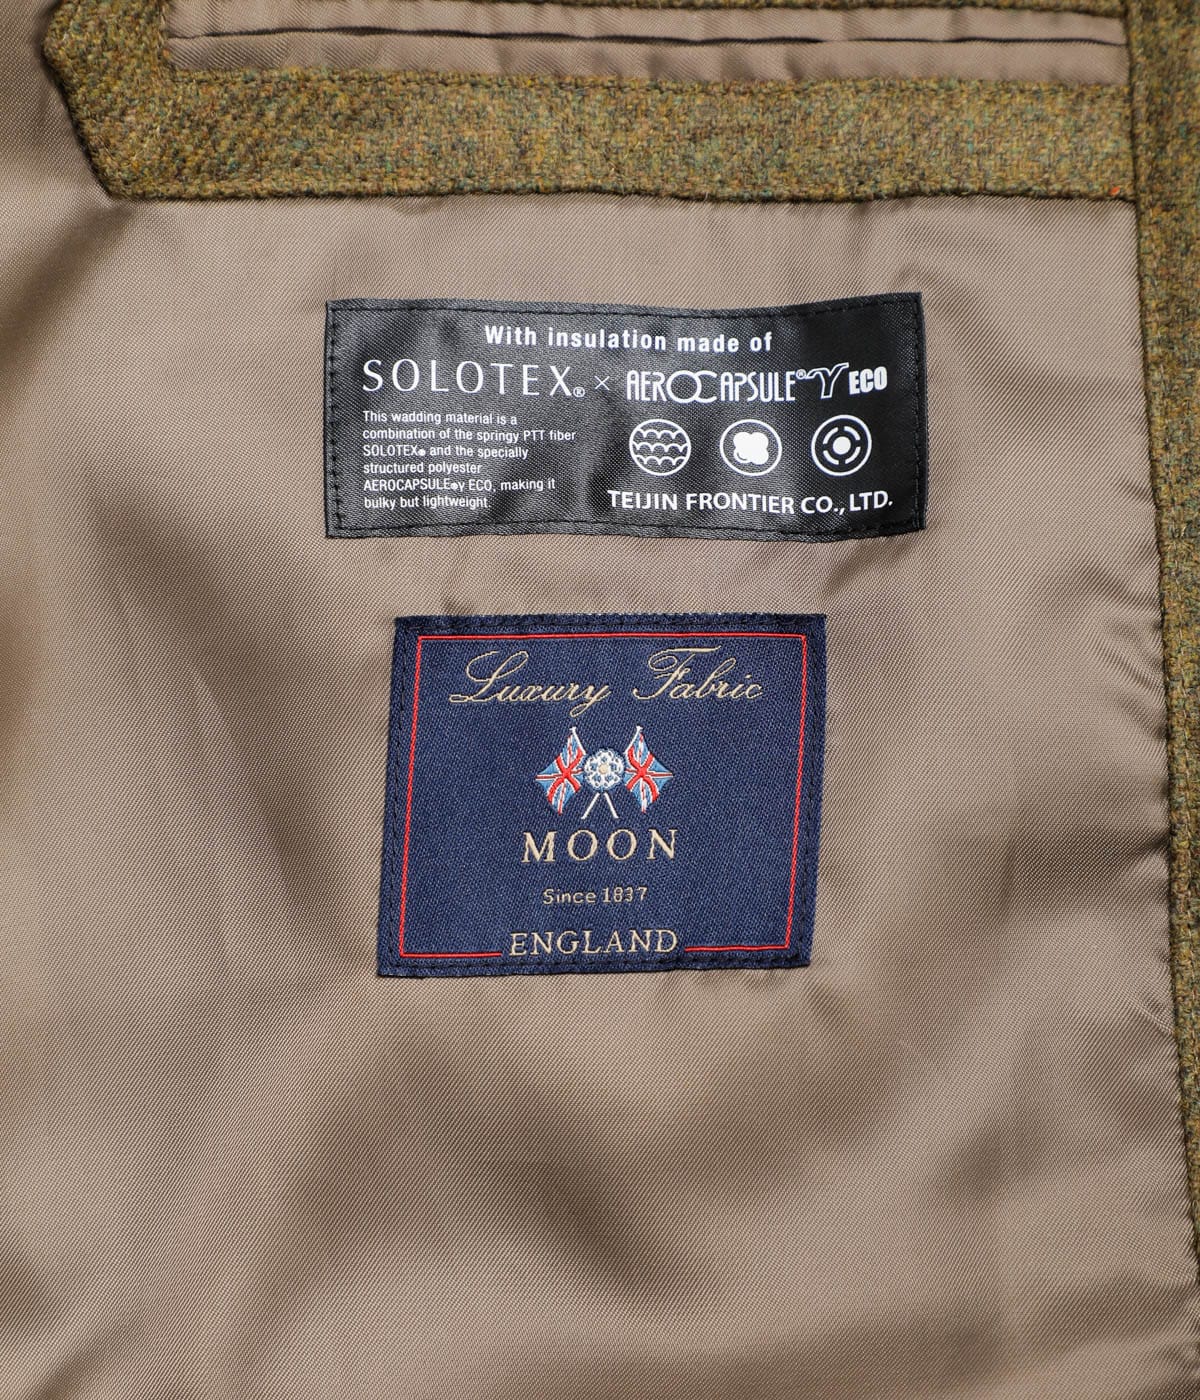 With insulation made of
SOLOTEX® × AEROCAPSULE®γ ECO
This wadding material is a
combination of the springy PTT fiber
SOLOTEX® and the specially
structured polyester
AEROCAPSULE®γ ECO, making it
bulky but lightweight.
TEIJIN FRONTIER CO., LTD.
Luxury Fabric
MOON
Since 1837
ENGLAND